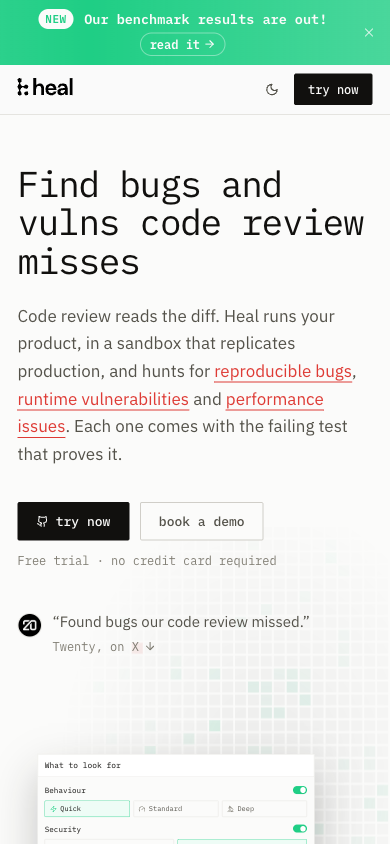 NEW Our benchmark results are out!
read it →
×
heal
try now
Find bugs and
vulns code review
misses
Code review reads the diff. Heal runs your
product, in a sandbox that replicates
production, and hunts for reproducible bugs,
runtime vulnerabilities and performance
issues. Each one comes with the failing test
that proves it.
try now
book a demo
Free trial · no credit card required
20
“Found bugs our code review missed.”
Twenty, on X ↓
What to look for
Behaviour
Quick
Standard
Deep
Security